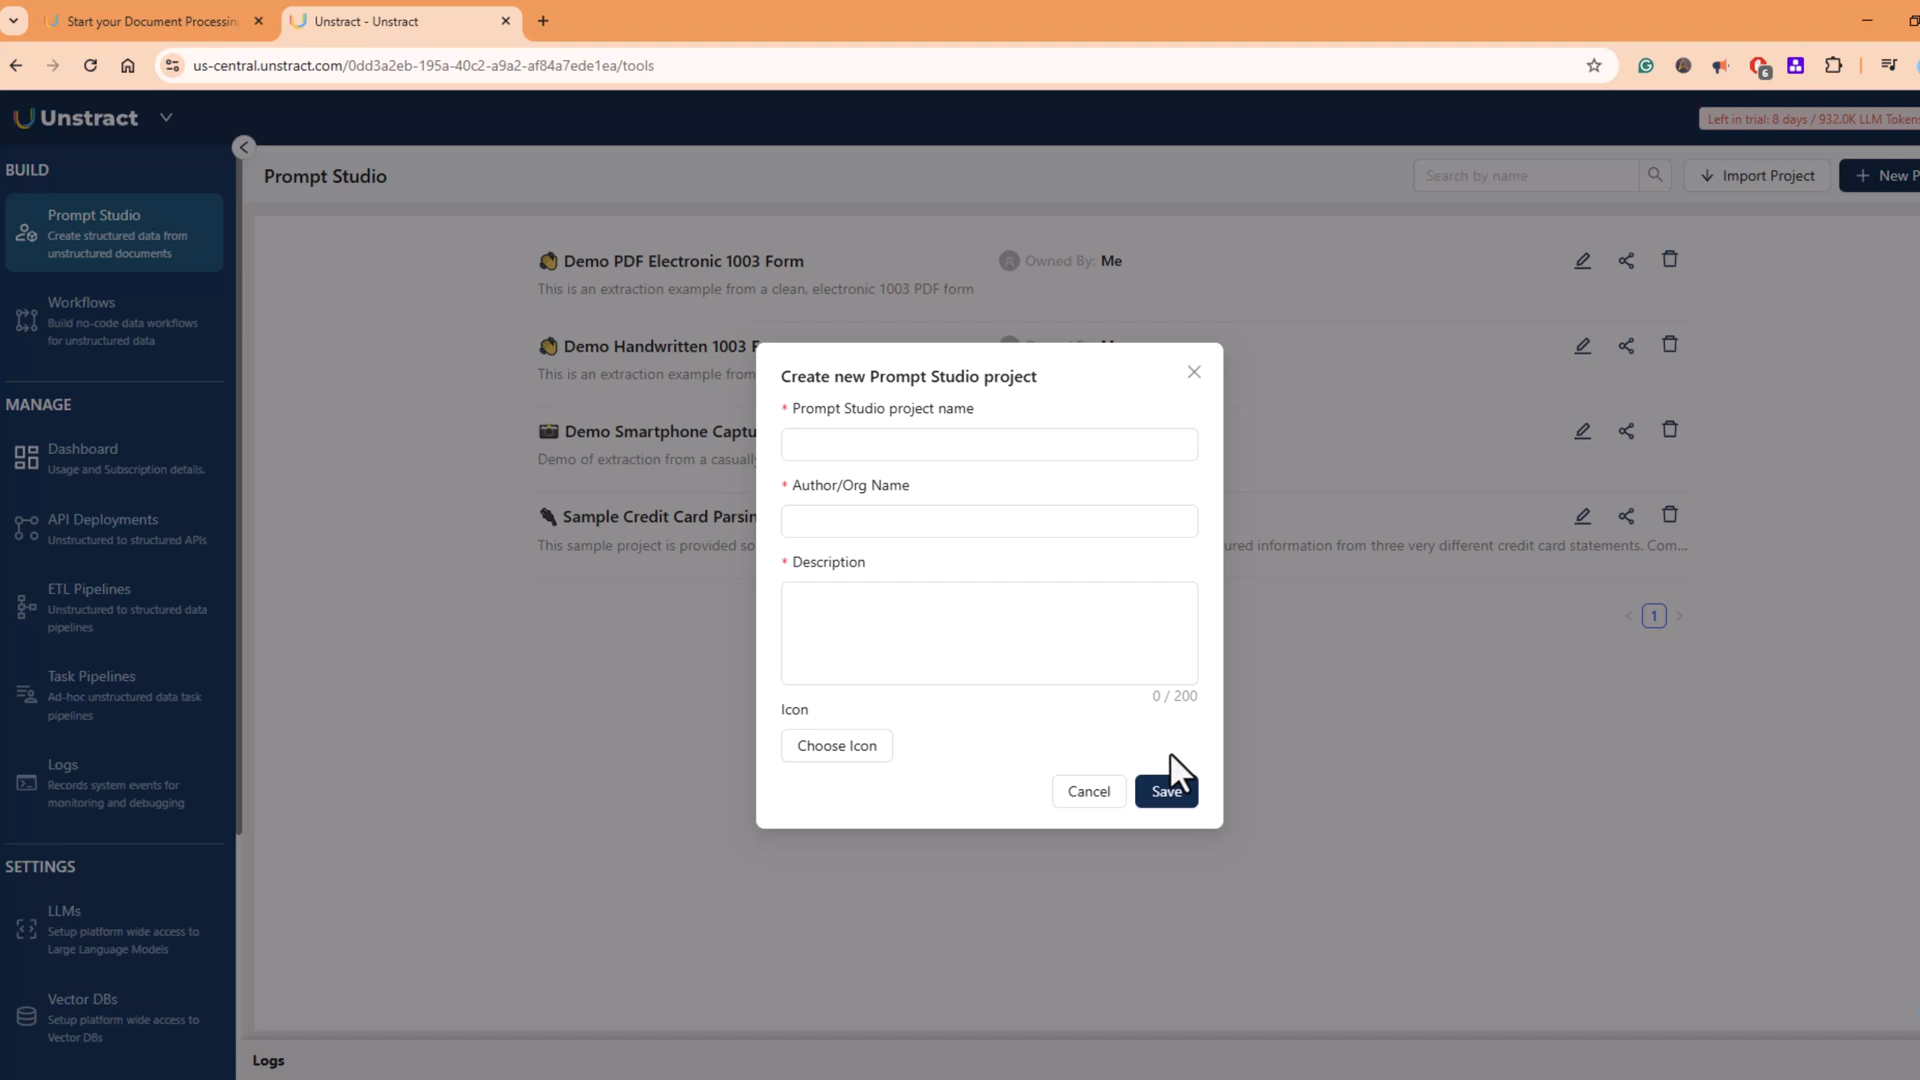 Start your Document Processin
Unstract - Unstract
us-central.unstract.com/0dd3a2eb-195a-40c2-a9a2-af84a7ede1ea/tools
6
Unstract
Left in trial: 8 days / 932.0K LLM Tokens
BUILD
Prompt Studio
Create structured data from
unstructured documents
Workflows
Build no-code data workflows
for unstructured data
MANAGE
Dashboard
Usage and Subscription details.
API Deployments
Unstructured to structured APIs
ETL Pipelines
Unstructured to structured data
pipelines
Task Pipelines
Ad-hoc unstructured data task
pipelines
Logs
Records system events for
monitoring and debugging
SETTINGS
LLMs
Setup platform wide access to
Large Language Models
Vector DBs
Setup platform wide access to
Vector DBs
Prompt Studio
Search by name
Import Project
New P
Demo PDF Electronic 1003 Form
Owned By: Me
This is an extraction example from a clean, electronic 1003 PDF form
Demo Handwritten 1003 F
This is an extraction example from
Demo Smartphone Captu
Demo of extraction from a casually
Sample Credit Card Parsin
This sample project is provided so
ured information from three very different credit card statements. Com...
1
Create new Prompt Studio project
* Prompt Studio project name
* Author/Org Name
* Description
0 / 200
Icon
Choose Icon
Cancel
Save
Logs